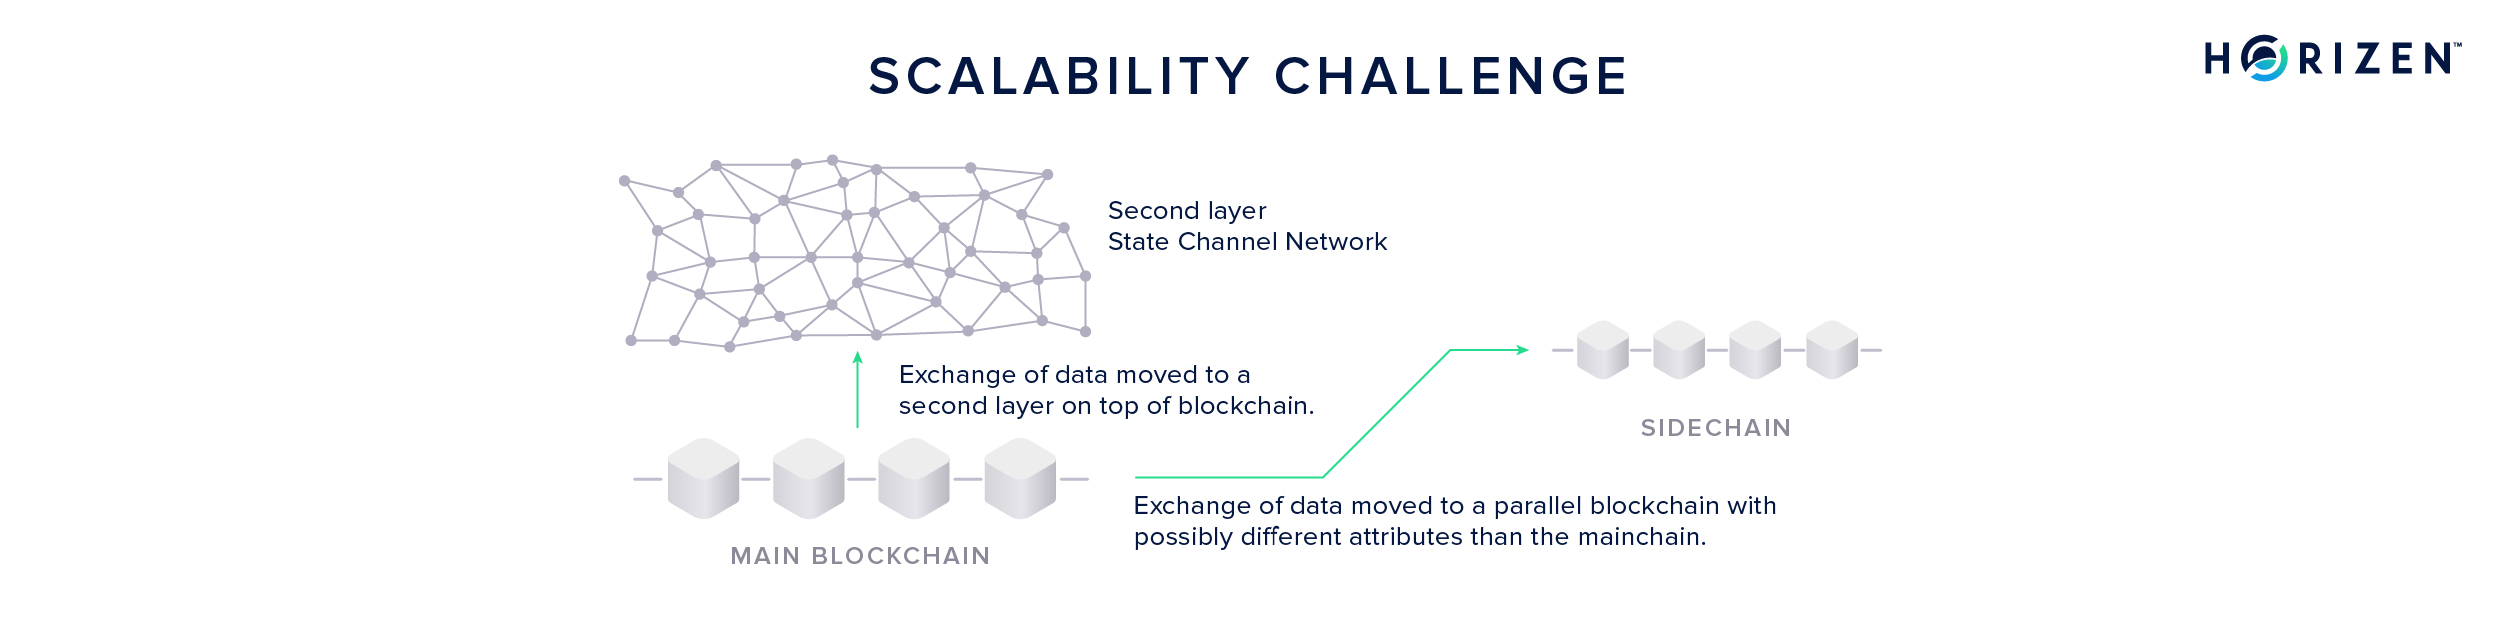 SCALABILITY CHALLENGE
HORIZEN™
Second layer
State Channel Network
Exchange of data moved to a
second layer on top of blockchain.
SIDECHAIN
Exchange of data moved to a parallel blockchain with
possibly different attributes than the mainchain.
MAIN BLOCKCHAIN